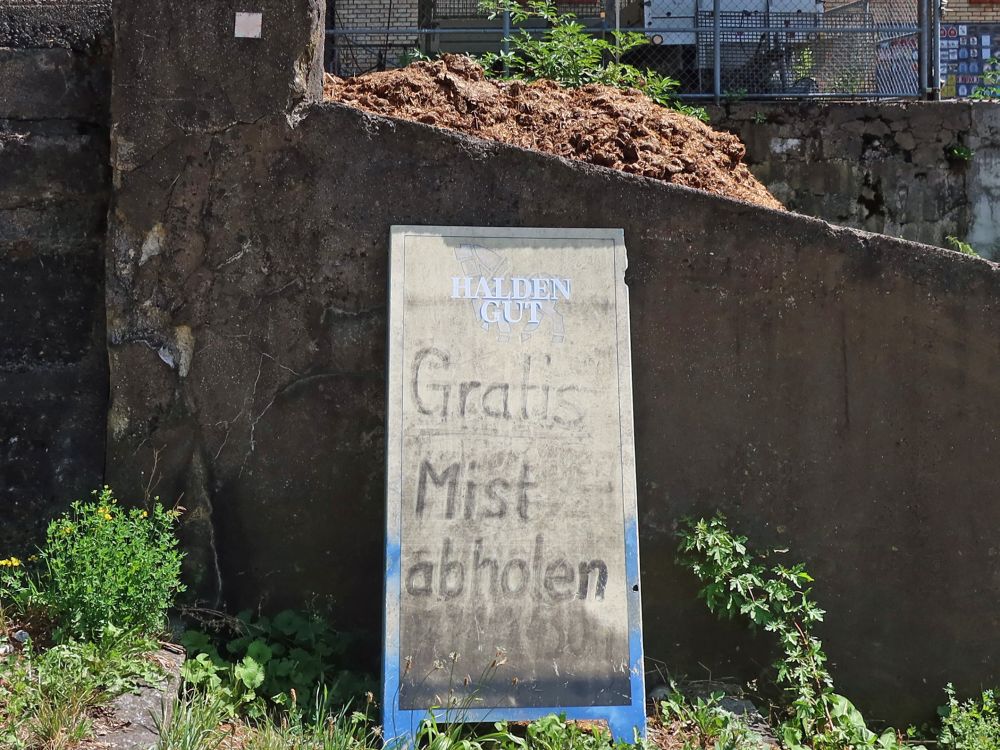 HALDEN
GUT
Gratis
Mist
abholen